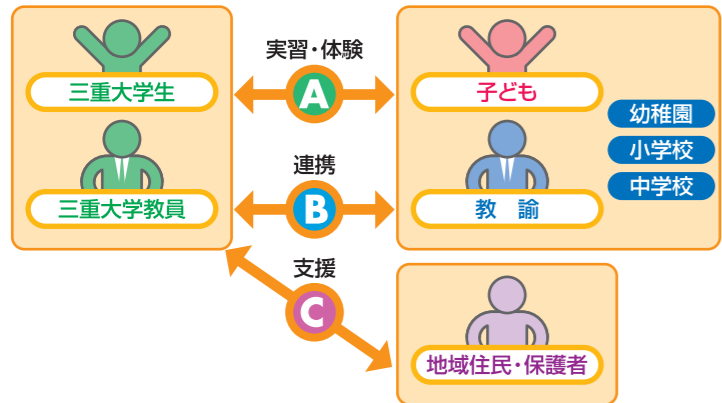 実習・体験
三重大学生
A
子ども
幼稚園
小学校
中学校
連携
三重大学教員
B
教　諭
支援
C
地域住民・保護者